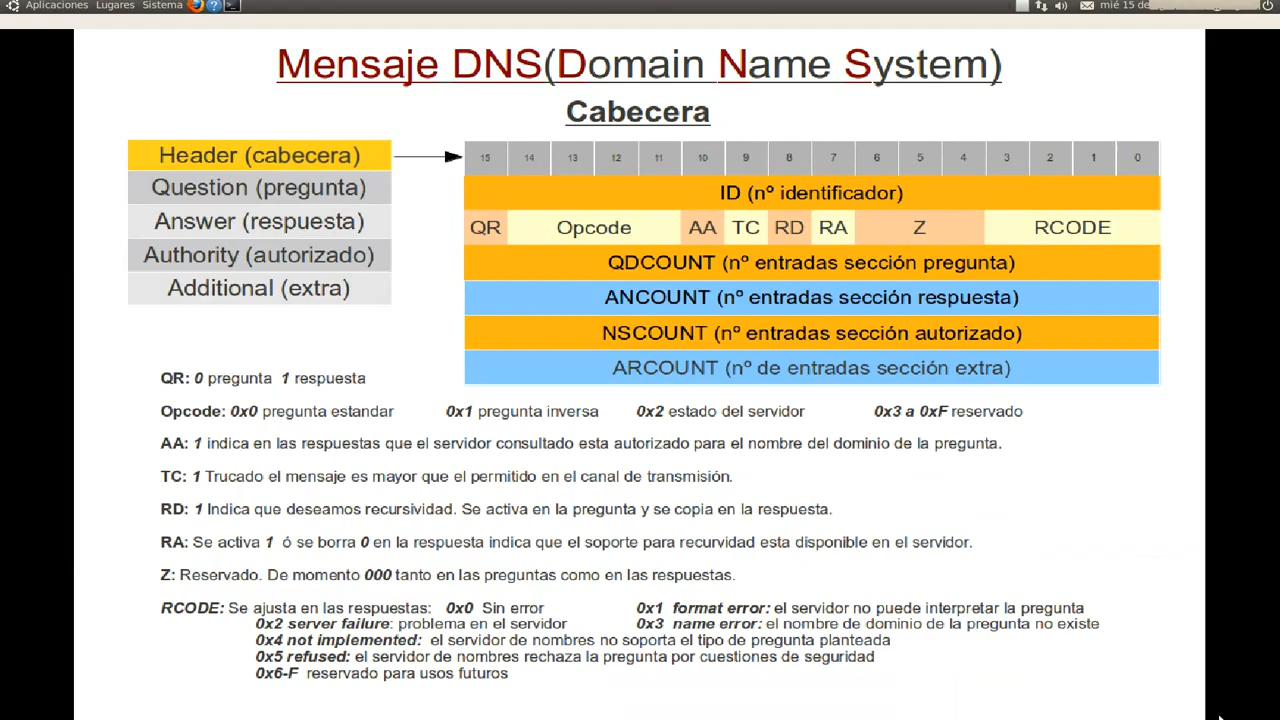 Aplicaciones Lugares Sistema
mié 15 de
Mensaje DNS(Domain Name System)
Cabecera
Header (cabecera)
Question (pregunta)
Answer (respuesta)
Authority (autorizado)
Additional (extra)
15 14 13 12 11 10 9 8 7 6 5 4 3 2 1 0
ID (nº identificador)
QR Opcode AA TC RD RA Z RCODE
QDCOUNT (nº entradas sección pregunta)
ANCOUNT (nº entradas sección respuesta)
NSCOUNT (nº entradas sección autorizado)
ARCOUNT (nº de entradas sección extra)
QR: 0 pregunta 1 respuesta
Opcode: 0x0 pregunta estandar 0x1 pregunta inversa 0x2 estado del servidor 0x3 a 0xF reservado
AA: 1 indica en las respuestas que el servidor consultado esta autorizado para el nombre del dominio de la pregunta.
TC: 1 Trucado el mensaje es mayor que el permitido en el canal de transmisión.
RD: 1 Indica que deseamos recursividad. Se activa en la pregunta y se copia en la respuesta.
RA: Se activa 1 ó se borra 0 en la respuesta indica que el soporte para recurvidad esta disponible en el servidor.
Z: Reservado. De momento 000 tanto en las preguntas como en las respuestas.
RCODE: Se ajusta en las respuestas: 0x0 Sin error 0x1 format error: el servidor no puede interpretar la pregunta
0x2 server failure: problema en el servidor 0x3 name error: el nombre de dominio de la pregunta no existe
0x4 not implemented: el servidor de nombres no soporta el tipo de pregunta planteada
0x5 refused: el servidor de nombres rechaza la pregunta por cuestiones de seguridad
0x6-F reservado para usos futuros